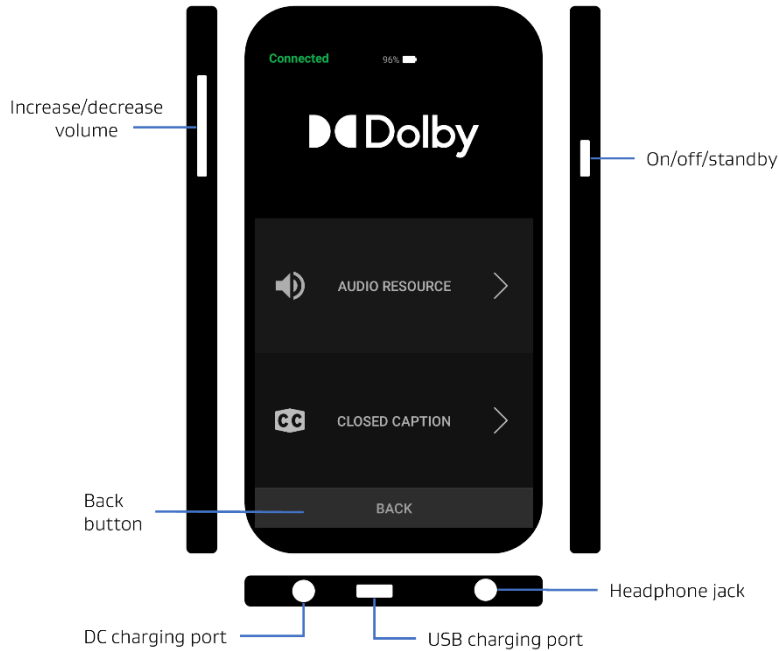 Connected
96%
Dolby
Increase/decrease
volume
On/off/standby
AUDIO RESOURCE
CC
CLOSED CAPTION
Back
button
BACK
Headphone jack
DC charging port
USB charging port